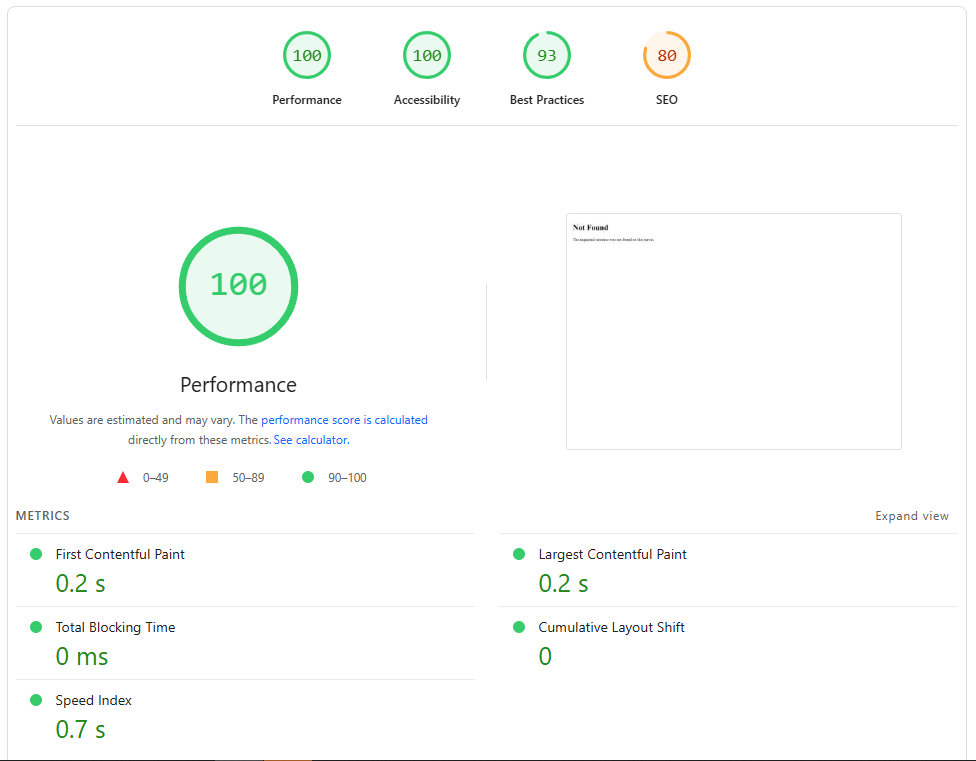 100 100 93 80
Performance Accessibility Best Practices SEO
100
Performance
Values are estimated and may vary. The performance score is calculated
directly from these metrics. See calculator.
0–49 50–89 90–100
Not Found
The requested resource was not found on this server.
METRICS Expand view
First Contentful Paint Largest Contentful Paint
0.2 s 0.2 s
Total Blocking Time Cumulative Layout Shift
0 ms 0
Speed Index
0.7 s